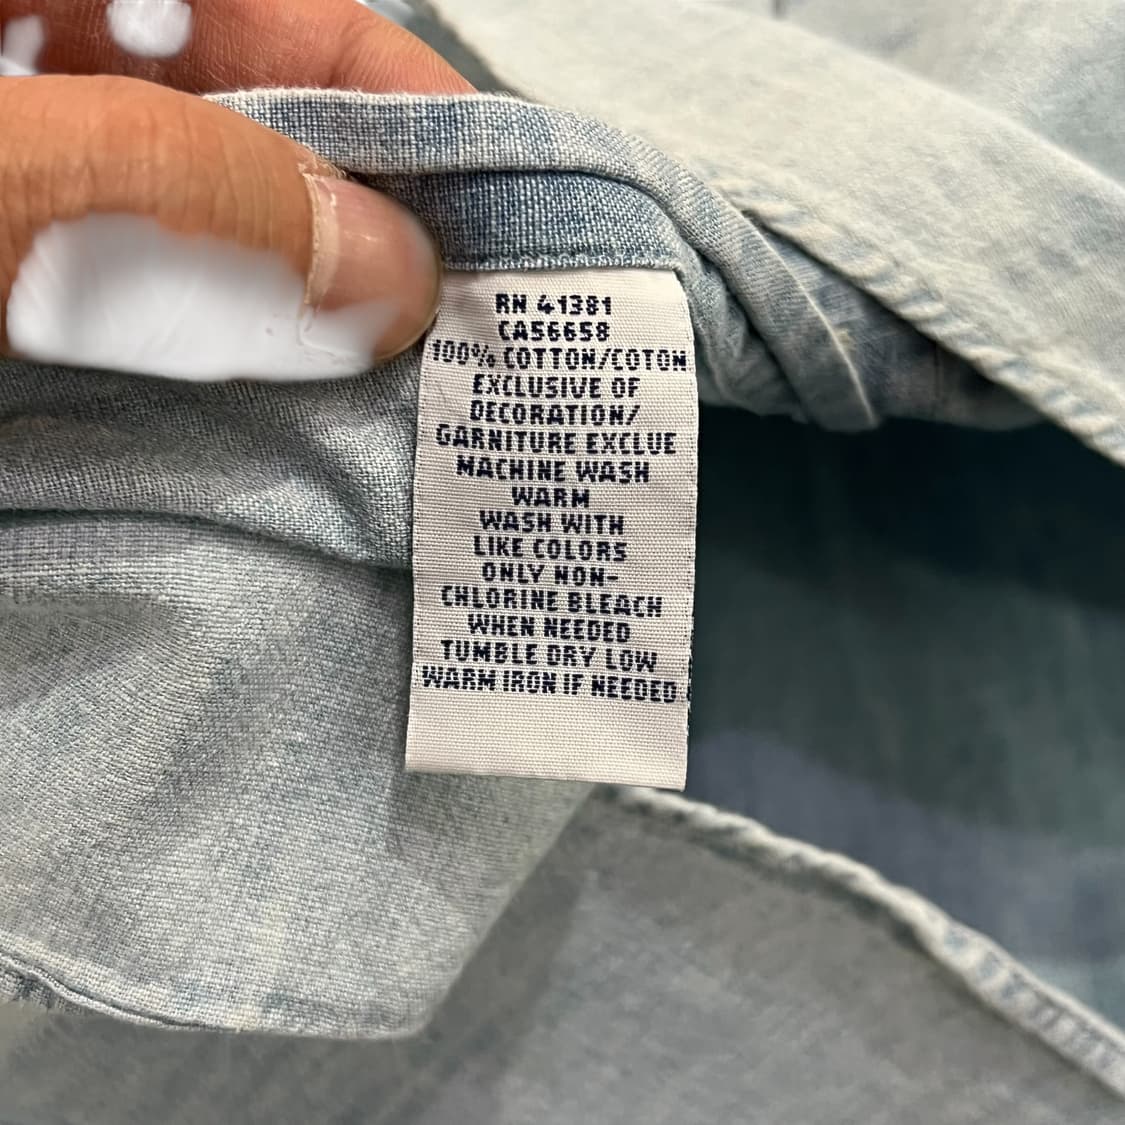 RN 41381
CA56658
100% COTTON/COTON
EXCLUSIVE OF
DECORATION/
GARNITURE EXCLUE
MACHINE WASH
WARM
WASH WITH
LIKE COLORS
ONLY NON-
CHLORINE BLEACH
WHEN NEEDED
TUMBLE DRY LOW
WARM IRON IF NEEDED